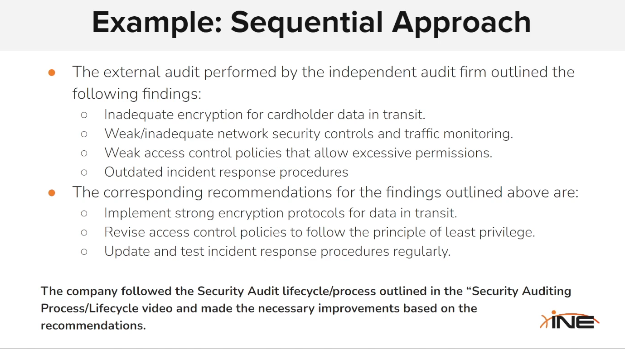 Example: Sequential Approach
● The external audit performed by the independent audit firm outlined the
following findings:
○ Inadequate encryption for cardholder data in transit.
○ Weak/inadequate network security controls and traffic monitoring.
○ Weak access control policies that allow excessive permissions.
○ Outdated incident response procedures
● The corresponding recommendations for the findings outlined above are:
○ Implement strong encryption protocols for data in transit.
○ Revise access control policies to follow the principle of least privilege.
○ Update and test incident response procedures regularly.
The company followed the Security Audit lifecycle/process outlined in the “Security Auditing
Process/Lifecycle video and made the necessary improvements based on the
recommendations.
INE